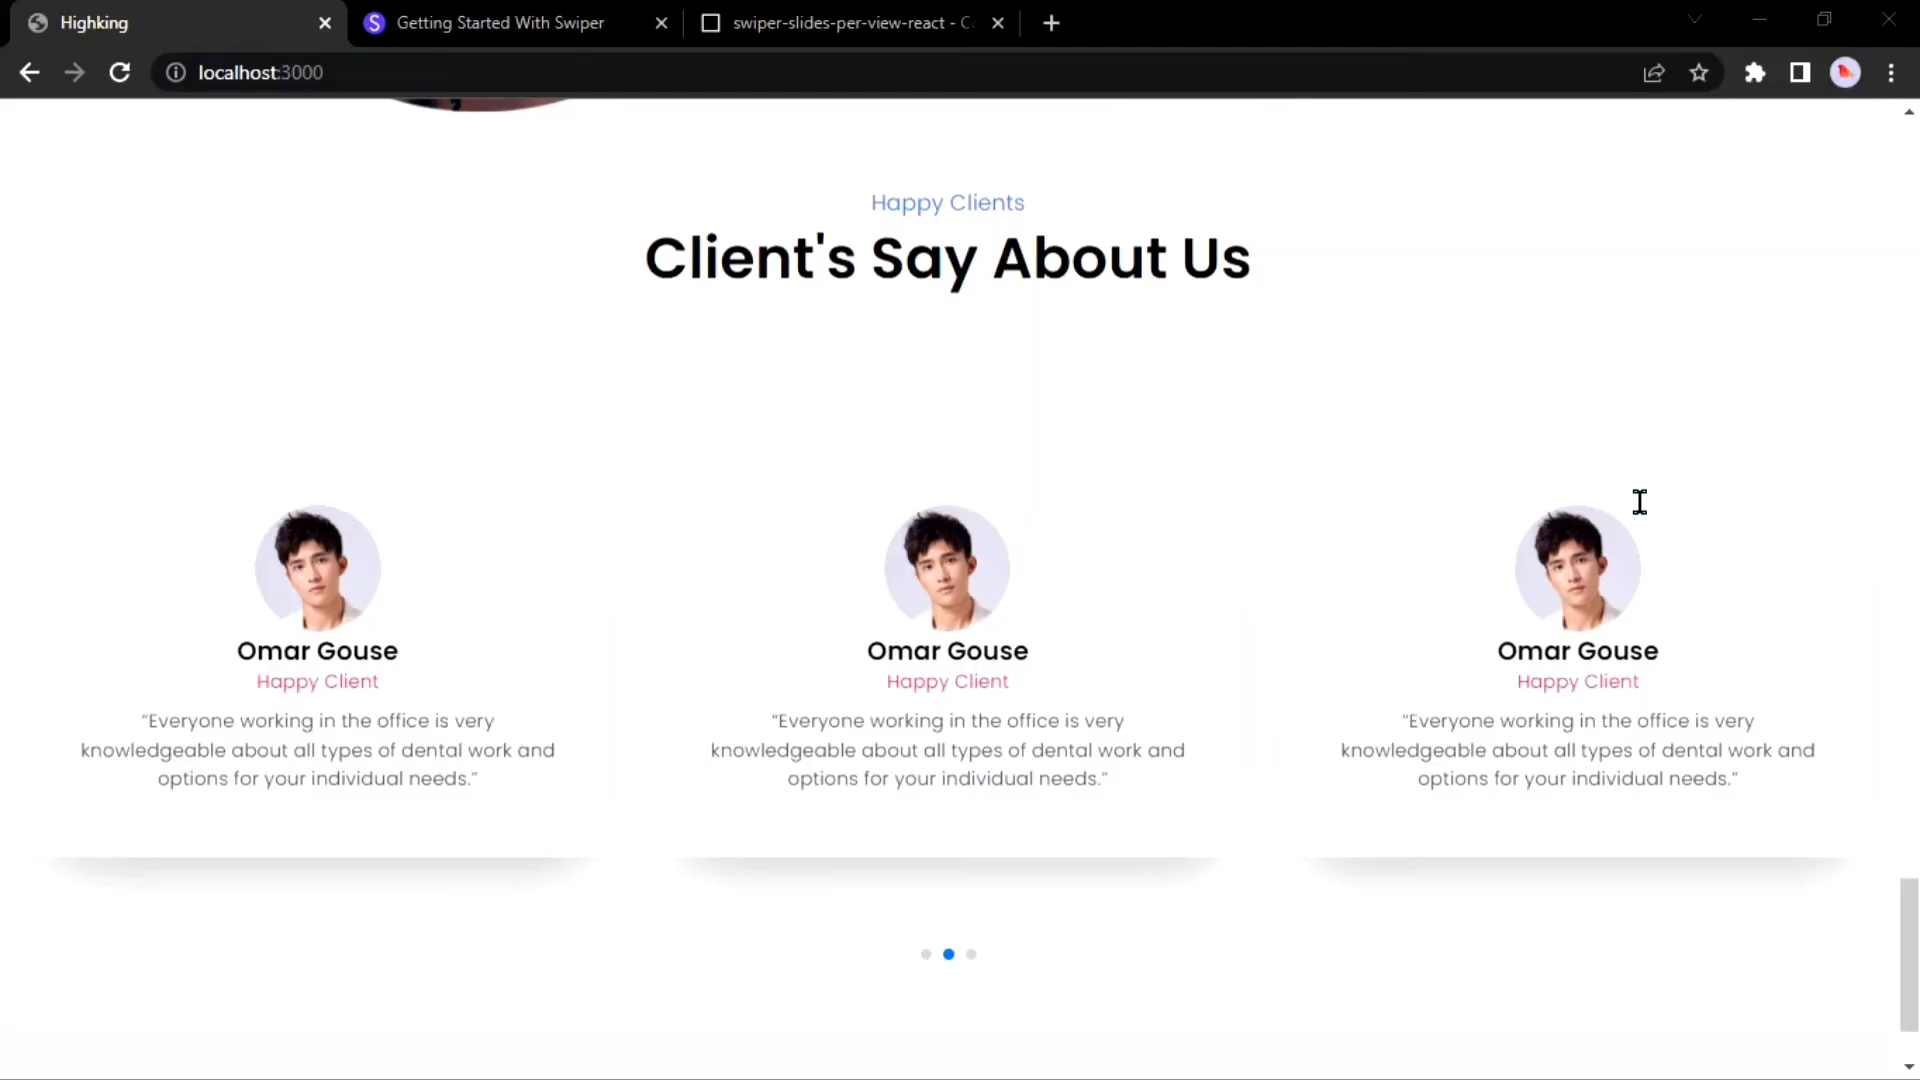 Highking
Getting Started With Swiper
swiper-slides-per-view-react - C
localhost:3000
Happy Clients
Client's Say About Us
Omar Gouse
Happy Client
“Everyone working in the office is very
knowledgeable about all types of dental work and
options for your individual needs.”
Omar Gouse
Happy Client
“Everyone working in the office is very
knowledgeable about all types of dental work and
options for your individual needs.”
Omar Gouse
Happy Client
“Everyone working in the office is very
knowledgeable about all types of dental work and
options for your individual needs.”